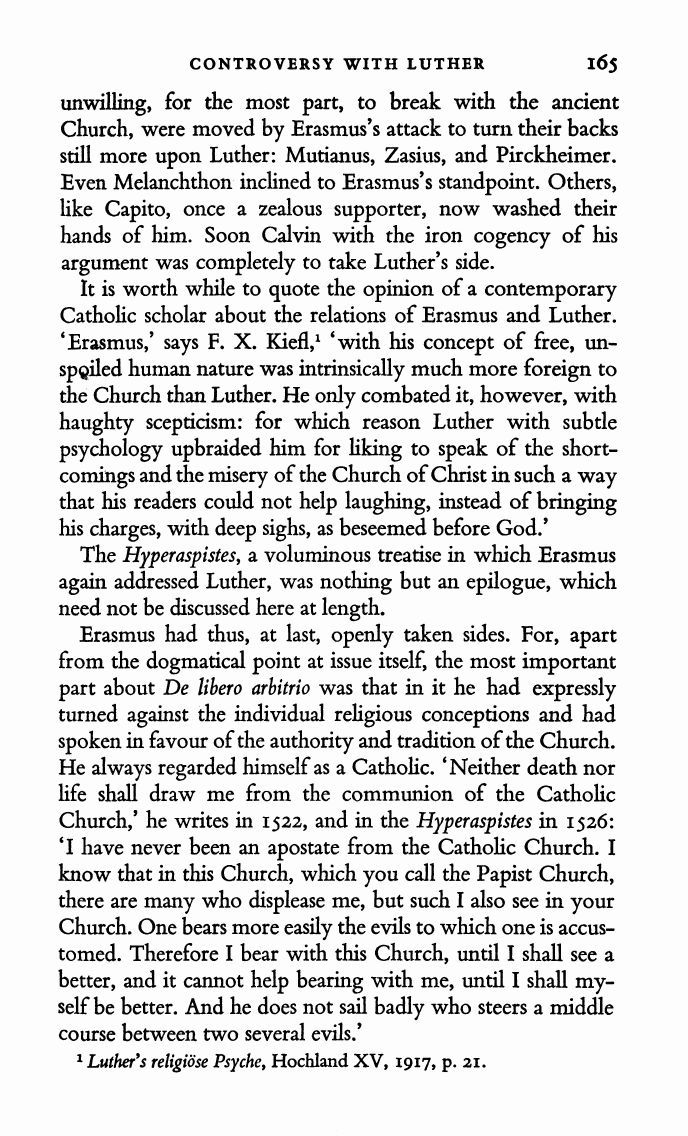 CONTROVERSY WITH LUTHER 165
unwilling, for the most part, to break with the ancient
Church, were moved by Erasmus's attack to turn their backs
still more upon Luther: Mutianus, Zasius, and Pirckheimer.
Even Melanchthon inclined to Erasmus's standpoint. Others,
like Capito, once a zealous supporter, now washed their
hands of him. Soon Calvin with the iron cogency of his
argument was completely to take Luther's side.
It is worth while to quote the opinion of a contemporary
Catholic scholar about the relations of Erasmus and Luther.
‘Erasmus,’ says F. X. Kiefl,¹ ‘with his concept of free, un-
spoiled human nature was intrinsically much more foreign to
the Church than Luther. He only combated it, however, with
haughty scepticism: for which reason Luther with subtle
psychology upbraided him for liking to speak of the short-
comings and the misery of the Church of Christ in such a way
that his readers could not help laughing, instead of bringing
his charges, with deep sighs, as beseemed before God.’
The Hyperaspistes, a voluminous treatise in which Erasmus
again addressed Luther, was nothing but an epilogue, which
need not be discussed here at length.
Erasmus had thus, at last, openly taken sides. For, apart
from the dogmatical point at issue itself, the most important
part about De libero arbitrio was that in it he had expressly
turned against the individual religious conceptions and had
spoken in favour of the authority and tradition of the Church.
He always regarded himself as a Catholic. ‘Neither death nor
life shall draw me from the communion of the Catholic
Church,’ he writes in 1522, and in the Hyperaspistes in 1526:
‘I have never been an apostate from the Catholic Church. I
know that in this Church, which you call the Papist Church,
there are many who displease me, but such I also see in your
Church. One bears more easily the evils to which one is accus-
tomed. Therefore I bear with this Church, until I shall see a
better, and it cannot help bearing with me, until I shall my-
self be better. And he does not sail badly who steers a middle
course between two several evils.’
¹ Luther's religiöse Psyche, Hochland XV, 1917, p. 21.